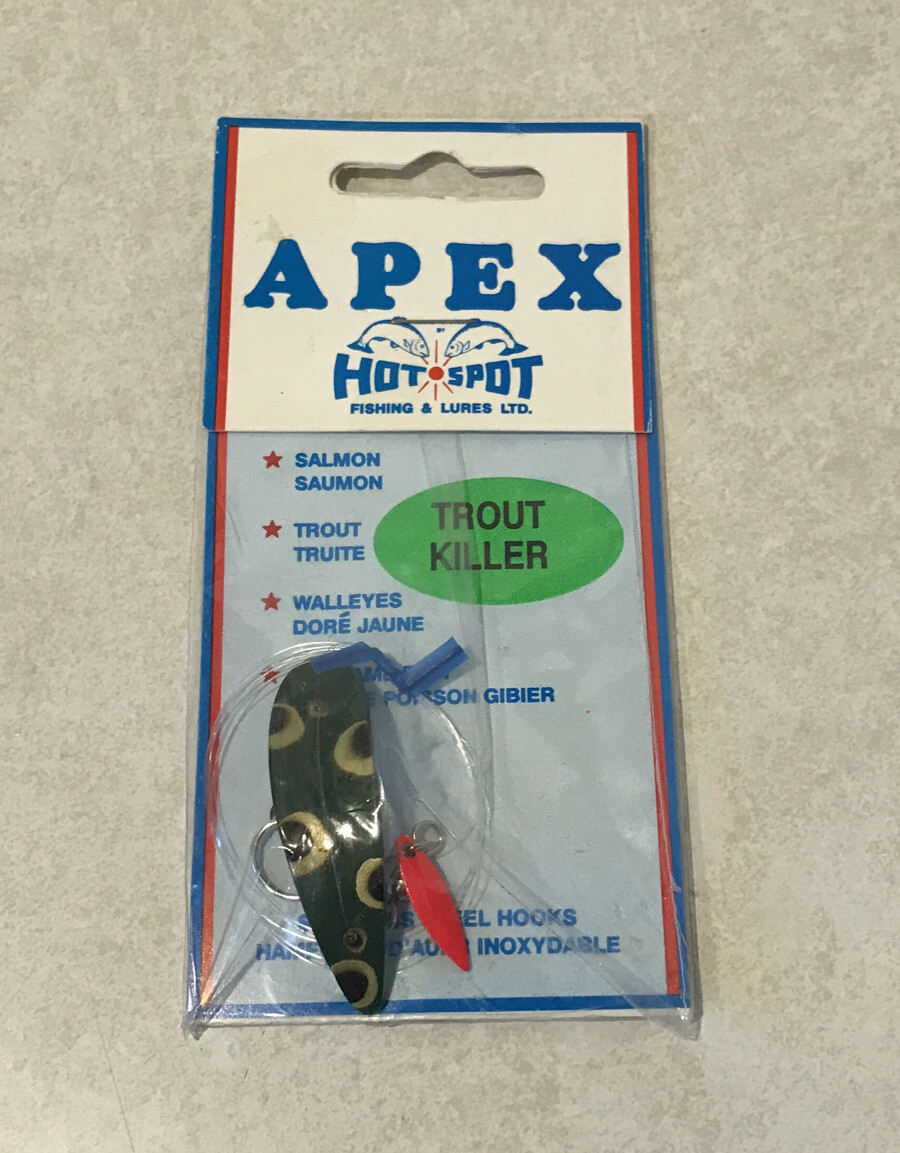 APEX
BY
HOT SPOT
FISHING & LURES LTD.
SALMON
SAUMON
TROUT
TRUITE
TROUT
KILLER
WALLEYES
DORÉ JAUNE
POISSON GIBIER
HOOKS
INOXYDABLE